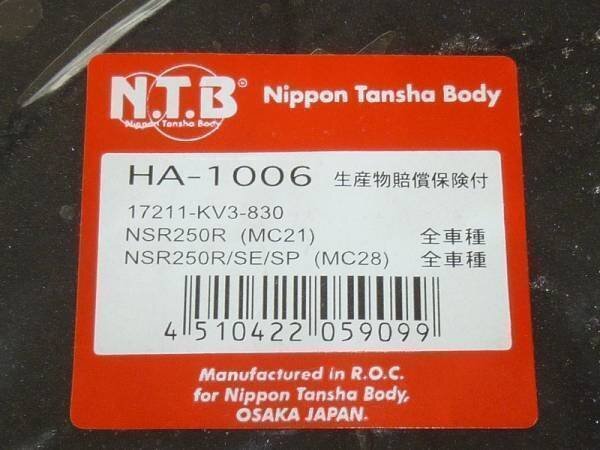 N.T.B®
Nippon Tansha Body
Nippon Tansha Body
HA-1006 生産物賠償保険付
17211-KV3-830
NSR250R (MC21) 全車種
NSR250R/SE/SP (MC28) 全車種
4 510422 059099
Manufactured in R.O.C.
for Nippon Tansha Body,
OSAKA JAPAN.